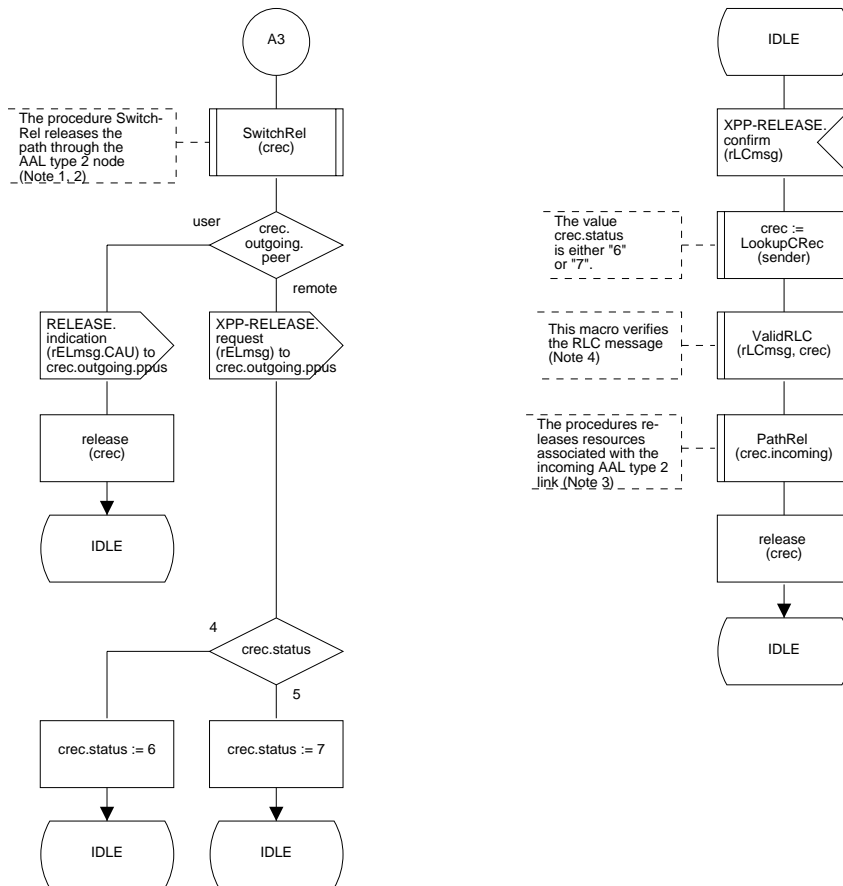 A3
The procedure Switch-
Rel releases the
path through the
AAL type 2 node
(Note 1, 2)
SwitchRel
(crec)
user
crec.
outgoing.
peer
remote
RELEASE.
indication
(rELmsg.CAU) to
crec.outgoing.ppus
XPP-RELEASE.
request
(rELmsg) to
crec.outgoing.ppus
release
(crec)
IDLE
4
crec.status
5
crec.status := 6
crec.status := 7
IDLE
IDLE
IDLE
XPP-RELEASE.
confirm
(rLCmsg)
The value
crec.status
is either "6"
or "7".
crec :=
LookupCRec
(sender)
This macro verifies
the RLC message
(Note 4)
ValidRLC
(rLCmsg, crec)
The procedures re-
leases resources
associated with the
incoming AAL type 2
link (Note 3)
PathRel
(crec.incoming)
release
(crec)
IDLE